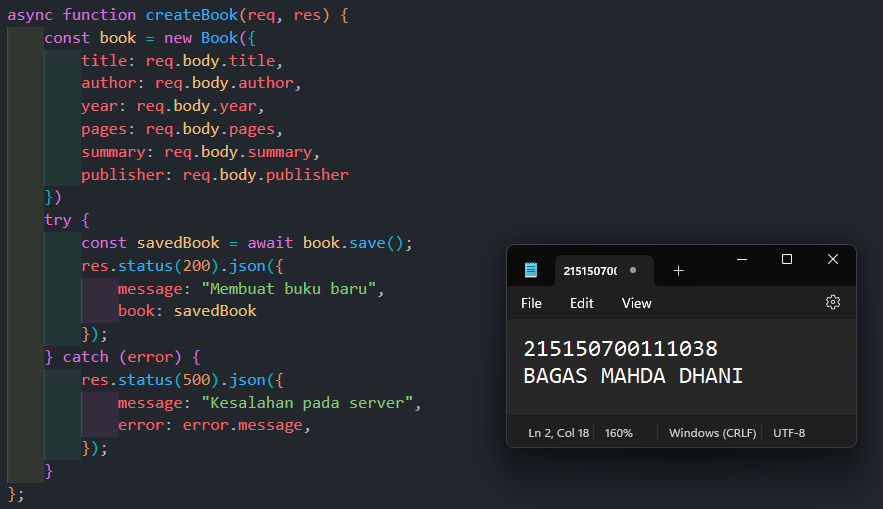 async function createBook(req, res) {
    const book = new Book({
        title: req.body.title,
        author: req.body.author,
        year: req.body.year,
        pages: req.body.pages,
        summary: req.body.summary,
        publisher: req.body.publisher
    })
    try {
        const savedBook = await book.save();
        res.status(200).json({
            message: "Membuat buku baru",
            book: savedBook
        });
    } catch (error) {
        res.status(500).json({
            message: "Kesalahan pada server",
            error: error.message,
        });
    }
};
21515070(
File Edit View
215150700111038
BAGAS MAHDA DHANI
Ln 2, Col 18 160% Windows (CRLF) UTF-8